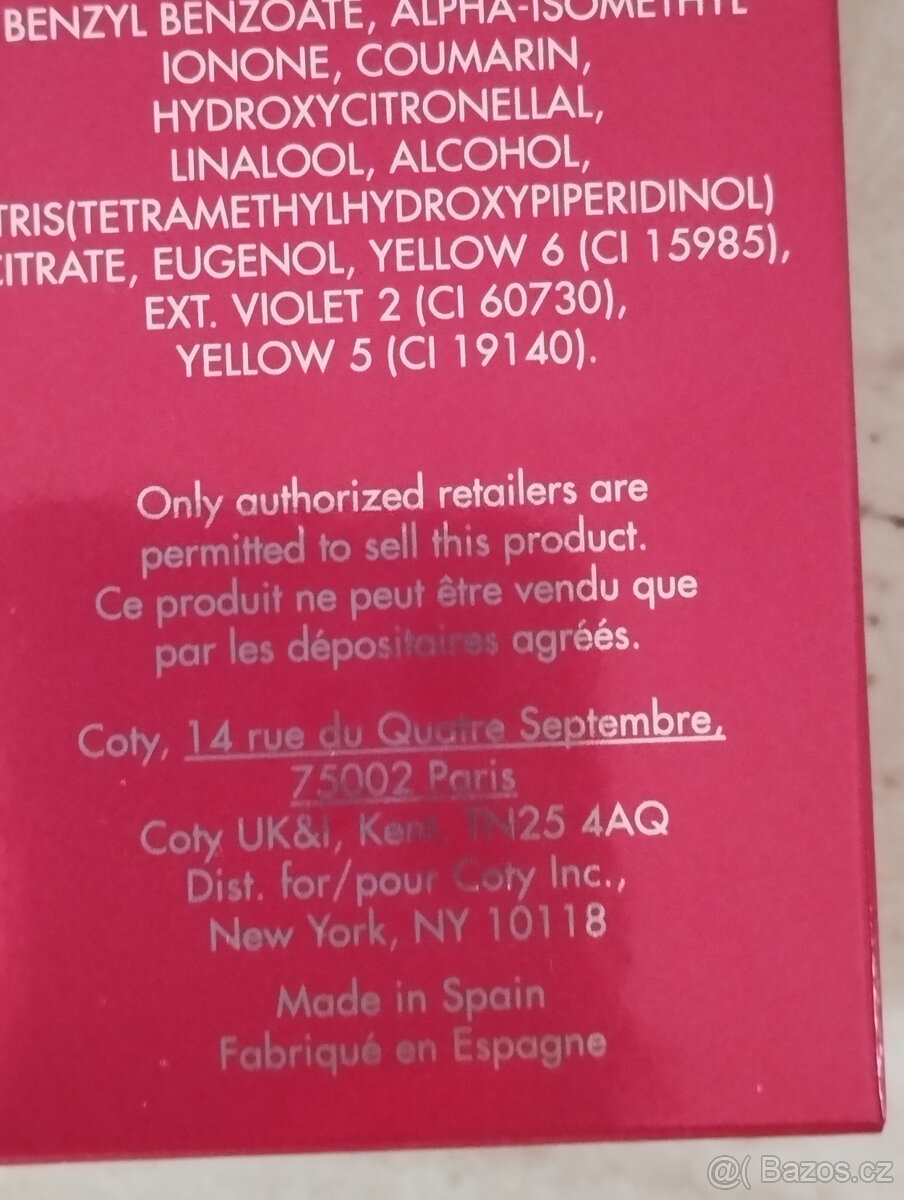 BENZYL BENZOATE, ALPHA-ISOMETHYL
IONONE, COUMARIN,
HYDROXYCITRONELLAL,
LINALOOL, ALCOHOL,
TRIS(TETRAMETHYLHYDROXYPIPERIDINOL)
CITRATE, EUGENOL, YELLOW 6 (CI 15985),
EXT. VIOLET 2 (CI 60730),
YELLOW 5 (CI 19140).
Only authorized retailers are
permitted to sell this product.
Ce produit ne peut être vendu que
par les dépositaires agréés.
Coty, 14 rue du Quatre Septembre,
75002 Paris
Coty UK&I, Kent, TN25 4AQ
Dist. for/pour Coty Inc.,
New York, NY 10118
Made in Spain
Fabriqué en Espagne
@( Bazos.cz